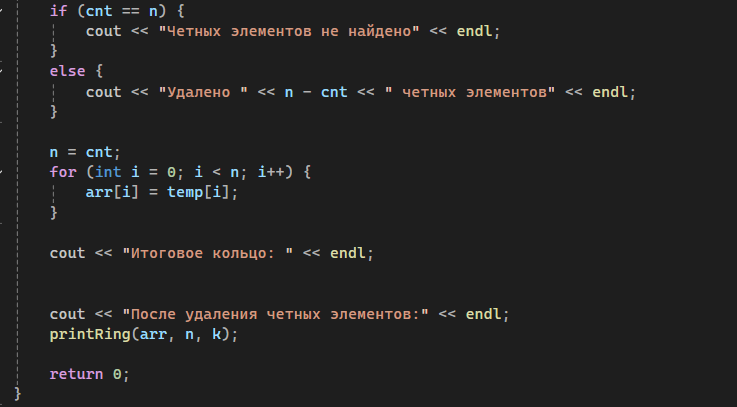 if (cnt == n) {
cout << "Четных элементов не найдено" << endl;
}
else {
cout << "Удалено " << n - cnt << " четных элементов" << endl;
}
n = cnt;
for (int i = 0; i < n; i++) {
arr[i] = temp[i];
}
cout << "Итоговое кольцо: " << endl;
cout << "После удаления четных элементов:" << endl;
printRing(arr, n, k);
return 0;
}